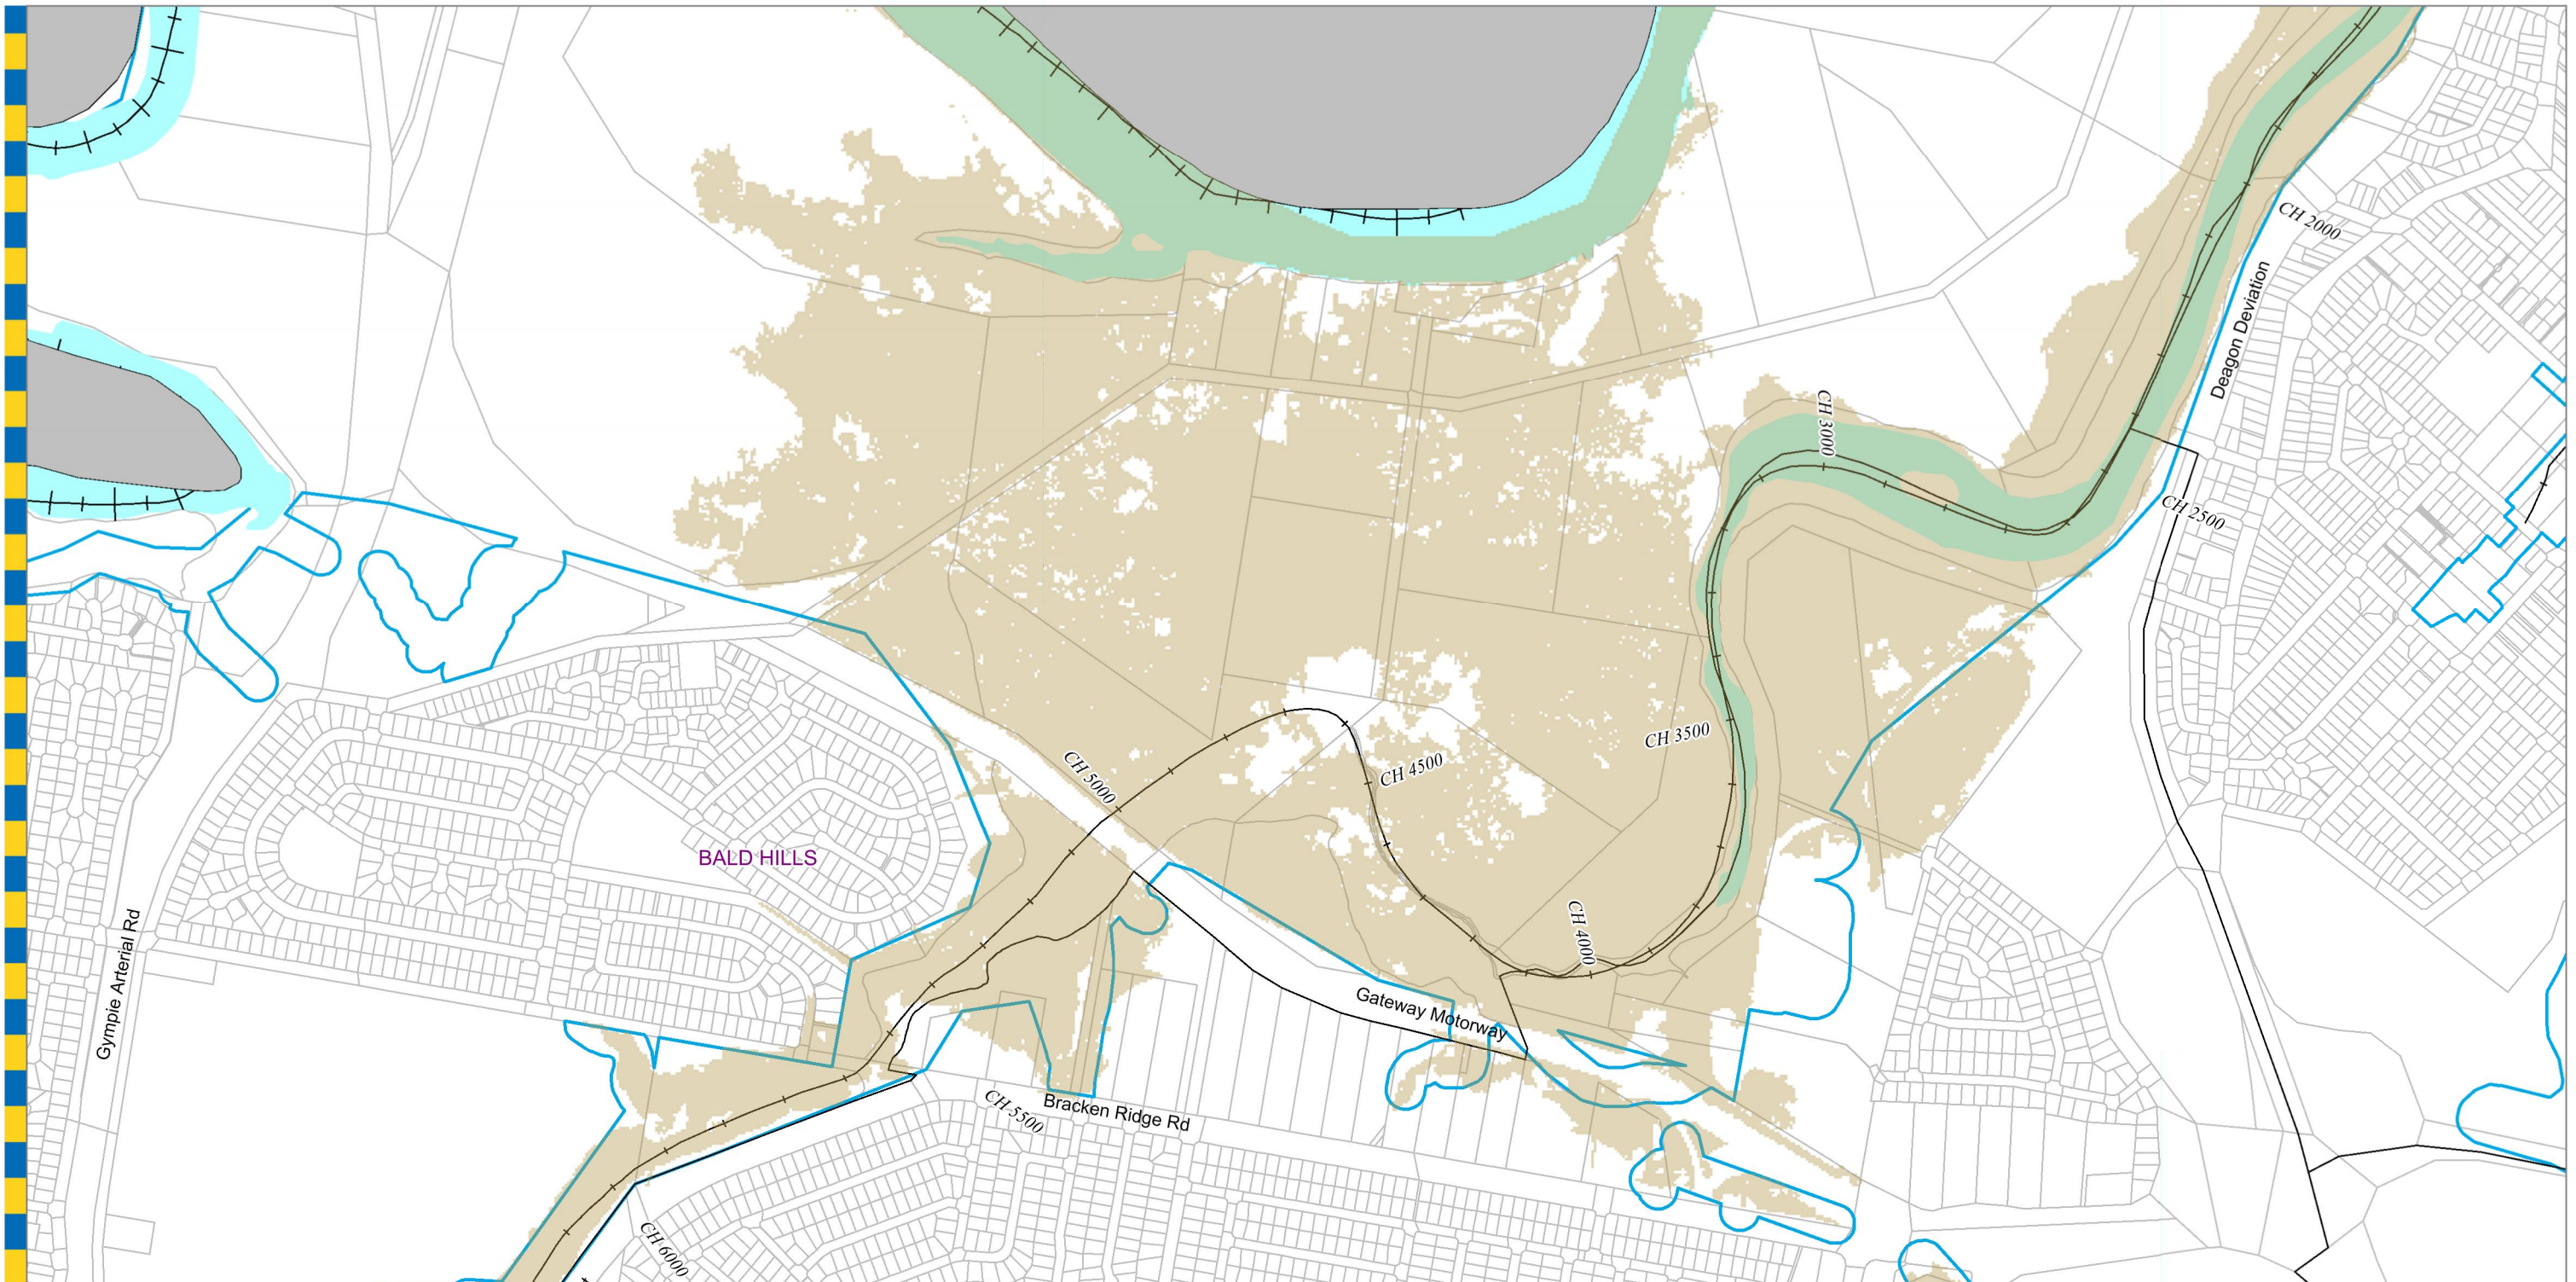 CH 2000
Deagon Deviation
CH 3000
CH 2500
CH 3500
CH 4500
CH 5000
BALD HILLS
CH 4000
Gympie Arterial Rd
Gateway Motorway
CH 5500
Bracken Ridge Rd
CH 6000